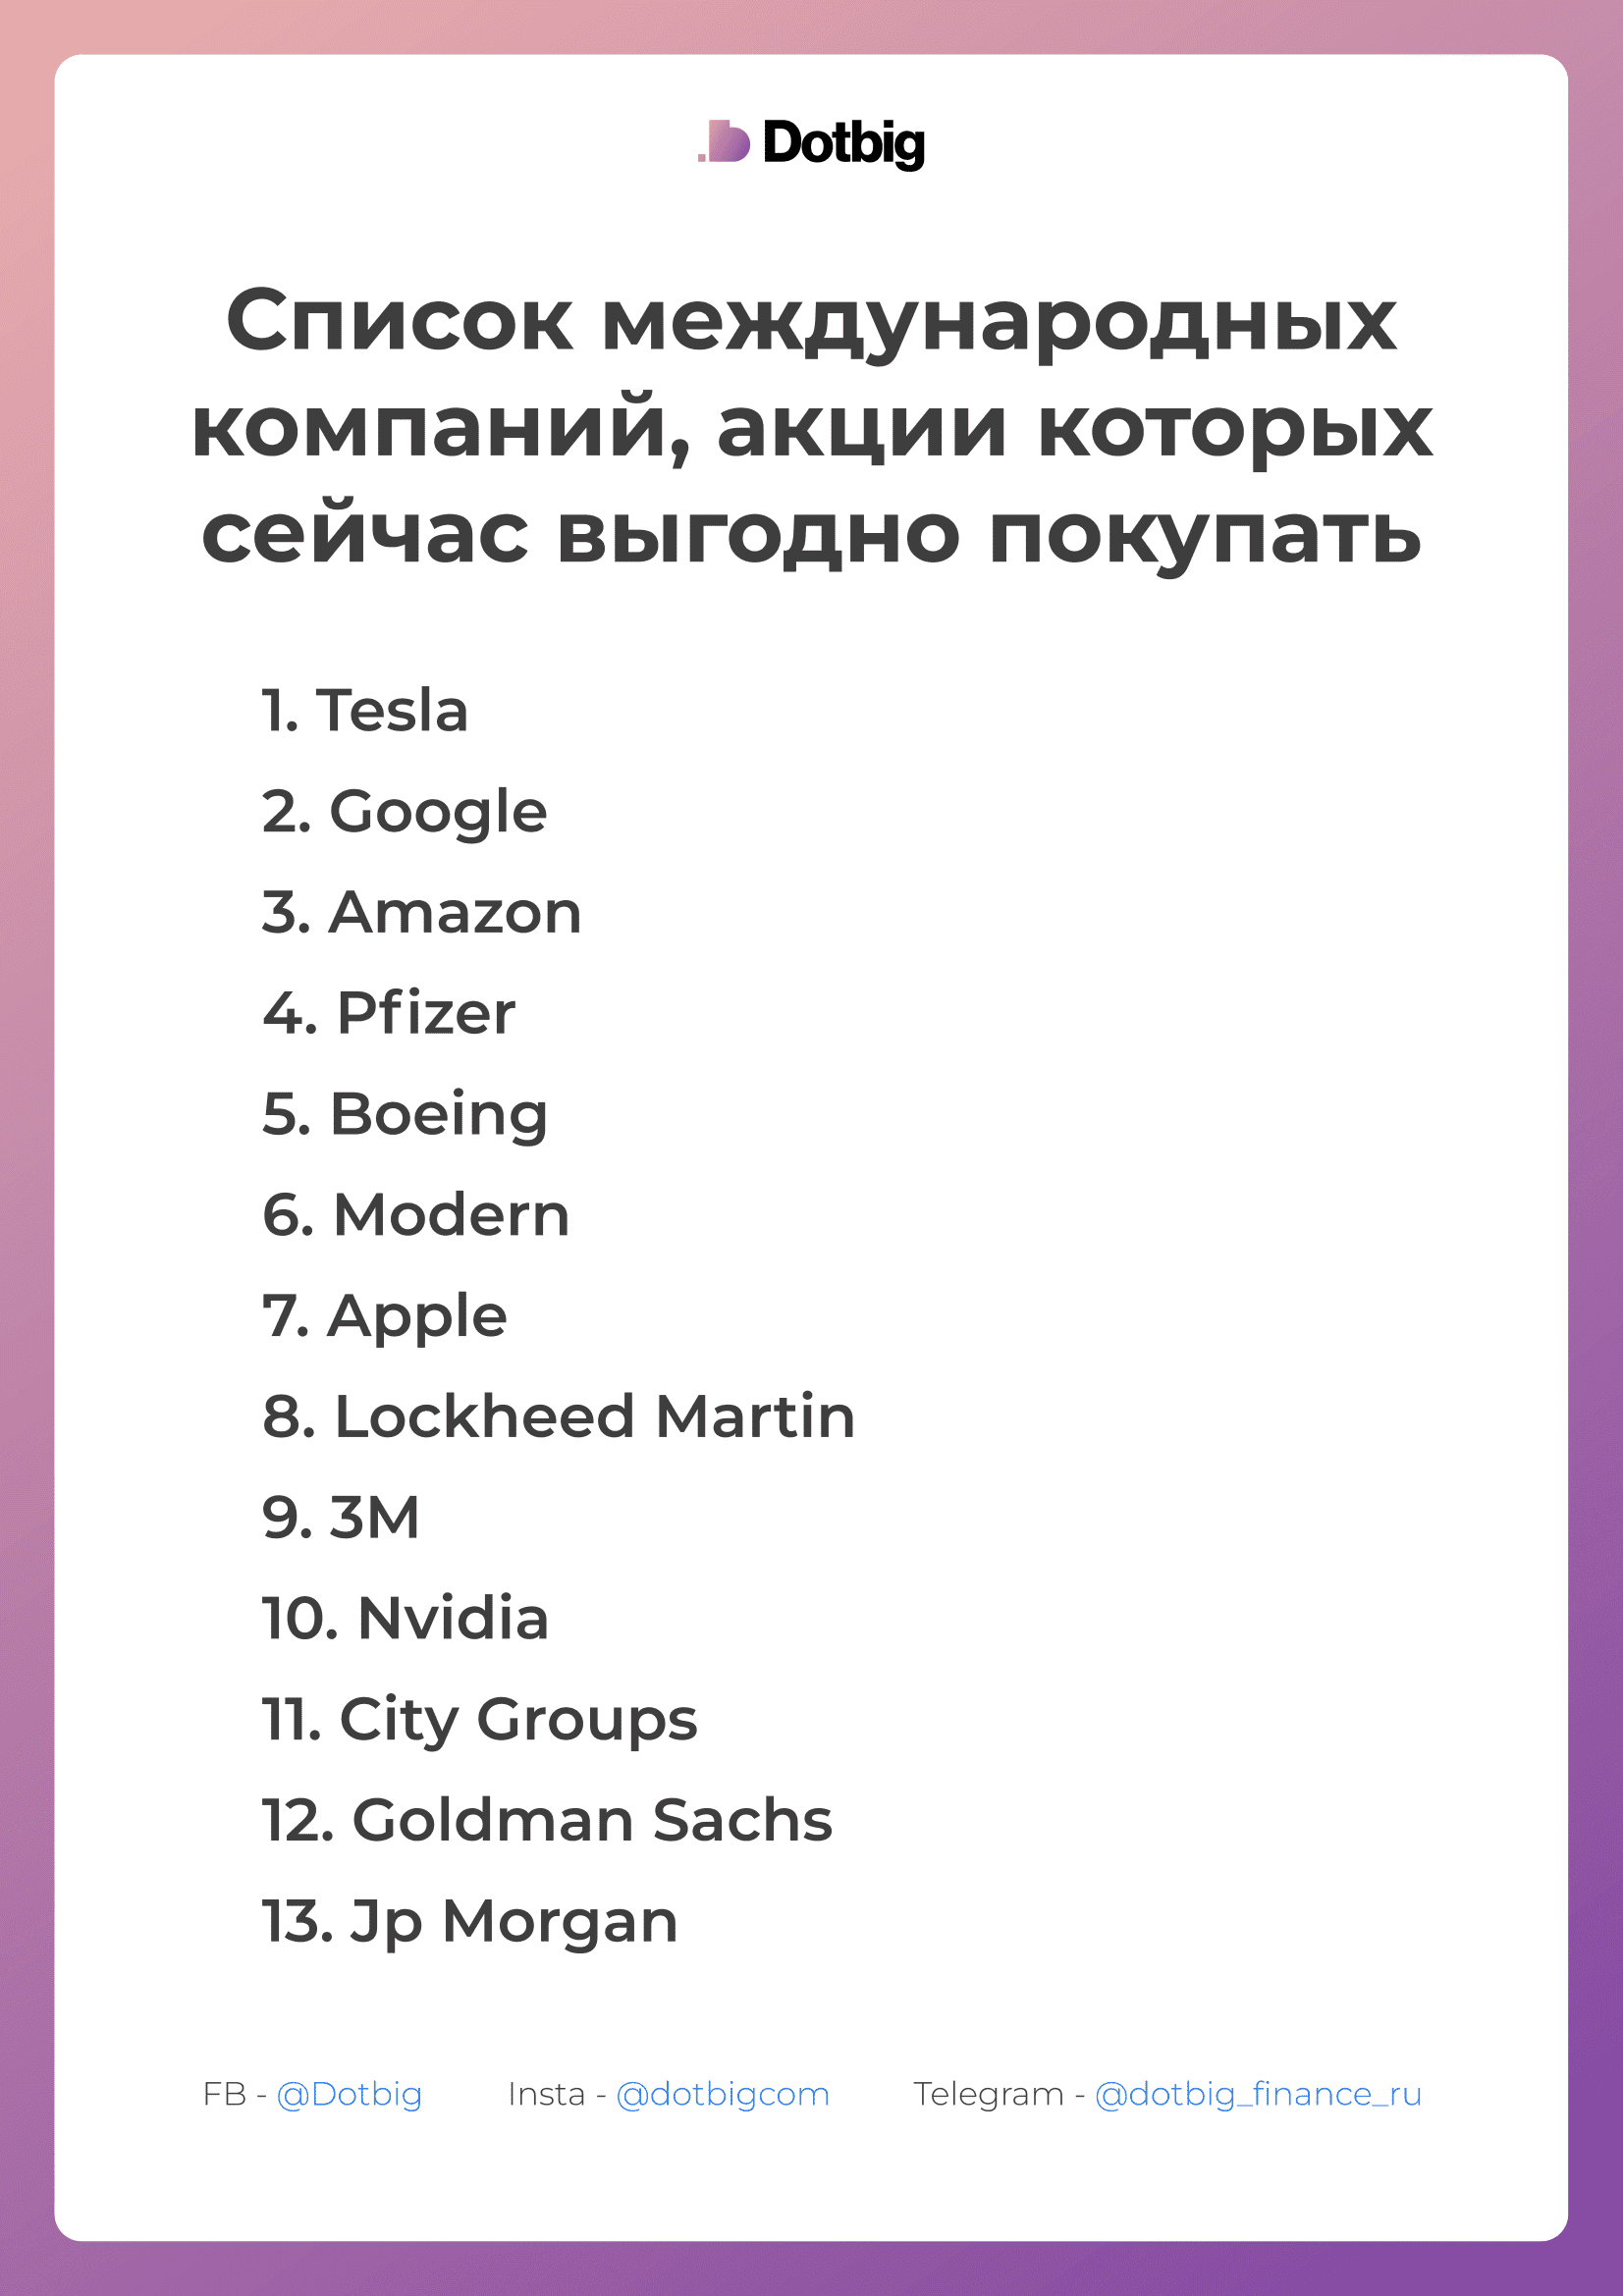 Dotbig
Список международных
компаний, акции которых
сейчас выгодно покупать
1. Tesla
2. Google
3. Amazon
4. Pfizer
5. Boeing
6. Modern
7. Apple
8. Lockheed Martin
9. 3M
10. Nvidia
11. City Groups
12. Goldman Sachs
13. Jp Morgan
FB - @Dotbig Insta - @dotbigcom Telegram - @dotbig_finance_ru